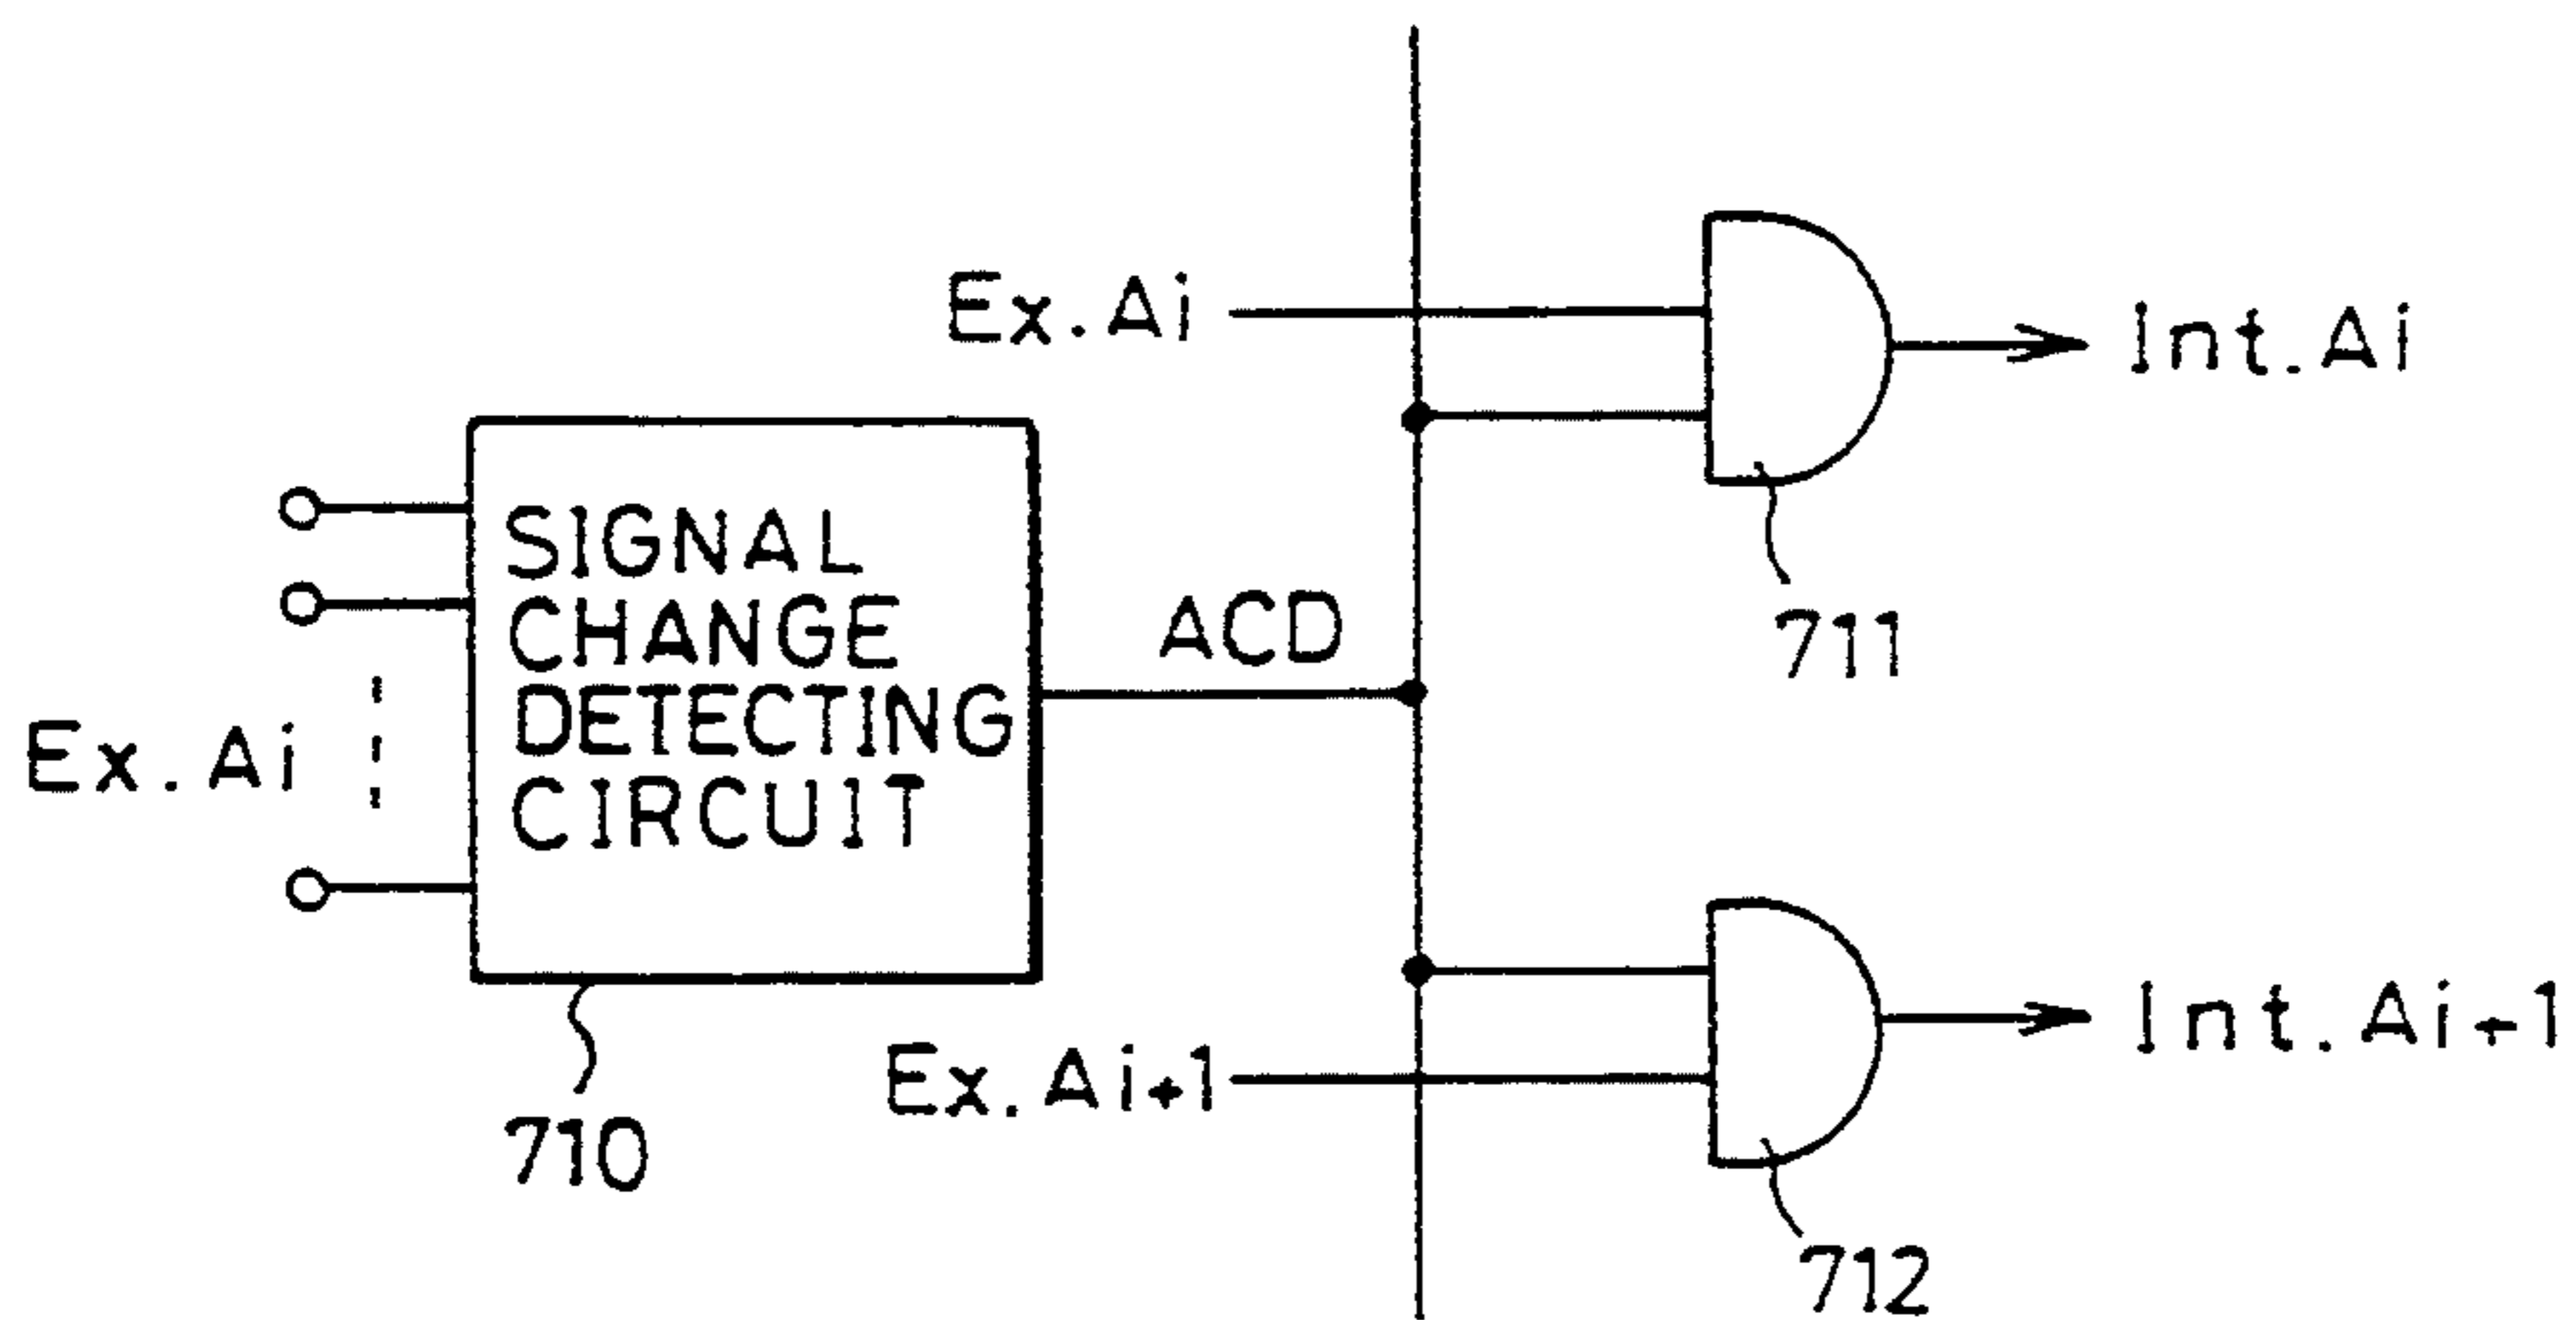 Ex.Ai
Int.Ai
711
SIGNAL
CHANGE
DETECTING
CIRCUIT
ACD
Ex.Ai
710
Ex.Ai+1
Int.Ai+1
712